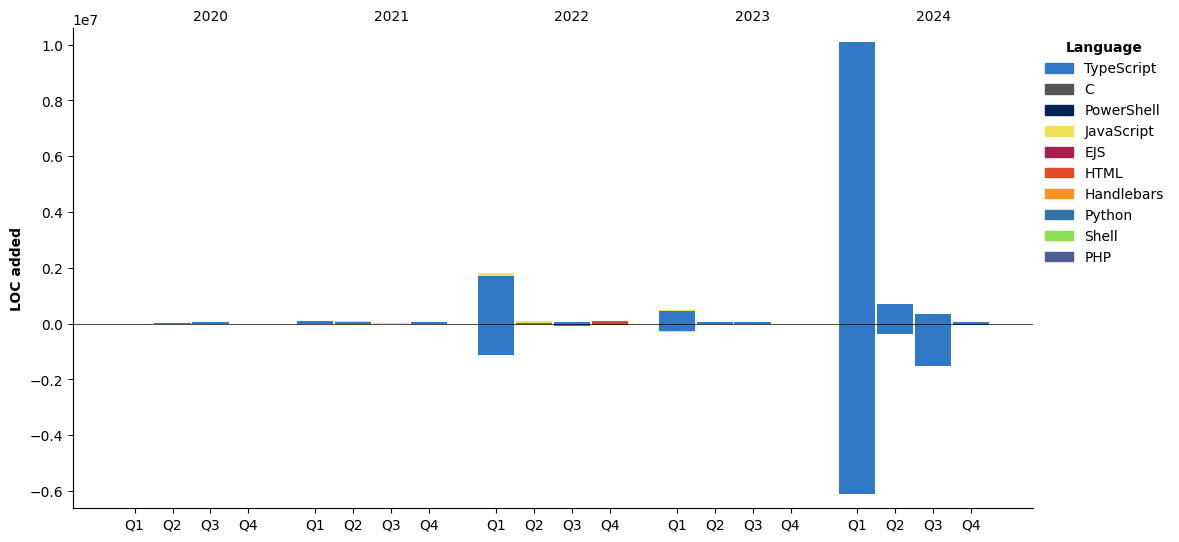 2020 2021 2022 2023 2024
1e7
Language
TypeScript
C
PowerShell
JavaScript
EJS
HTML
Handlebars
Python
Shell
PHP
LOC added
1.0
0.8
0.6
0.4
0.2
0.0
−0.2
−0.4
−0.6
Q1 Q2 Q3 Q4 Q1 Q2 Q3 Q4 Q1 Q2 Q3 Q4 Q1 Q2 Q3 Q4 Q1 Q2 Q3 Q4